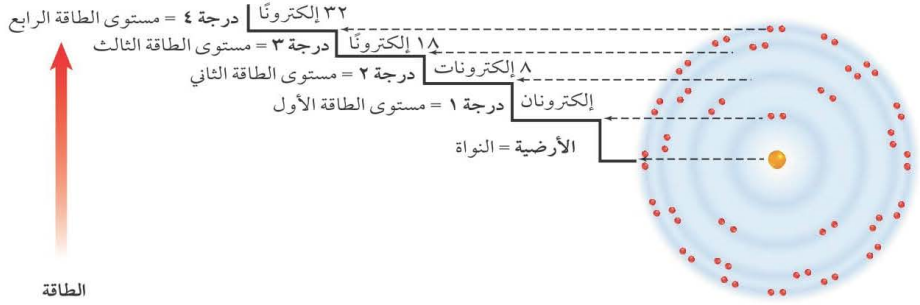 ٣٢ إلكترونًا
درجة ٤ = مستوى الطاقة الرابع
١٨ إلكترونًا
درجة ٣ = مستوى الطاقة الثالث
٨ إلكترونات
درجة ٢ = مستوى الطاقة الثاني
إلكترونان
درجة ١ = مستوى الطاقة الأول
الأرضية = النواة
الطاقة